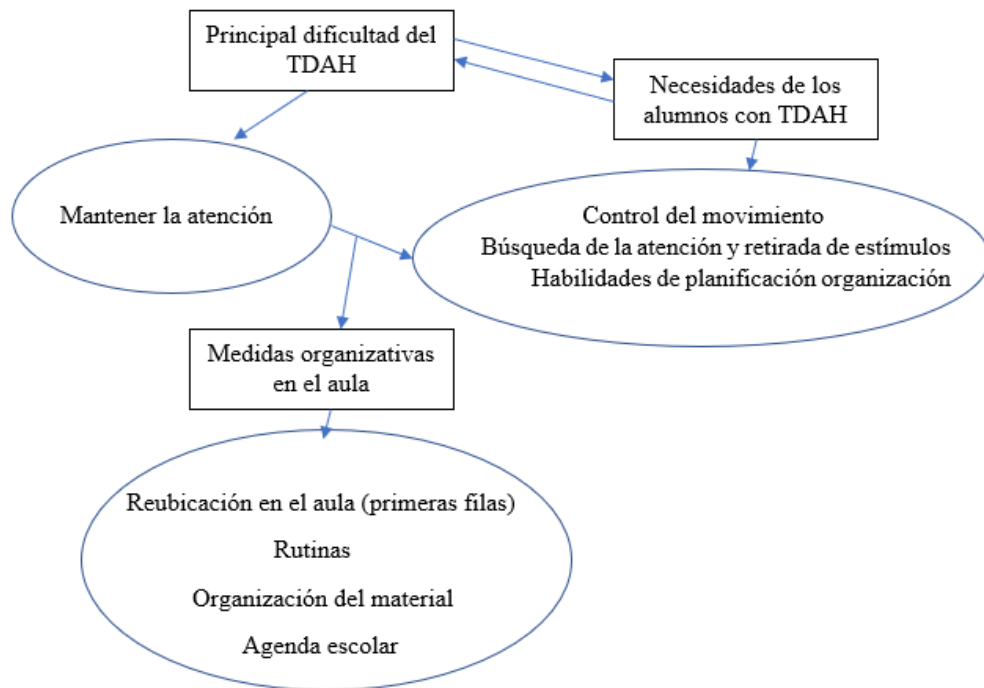 Principal dificultad del
TDAH
Necesidades de los
alumnos con TDAH
Mantener la atención
Control del movimiento
Búsqueda de la atención y retirada de estímulos
Habilidades de planificación organización
Medidas organizativas
en el aula
Reubicación en el aula (primeras filas)
Rutinas
Organización del material
Agenda escolar